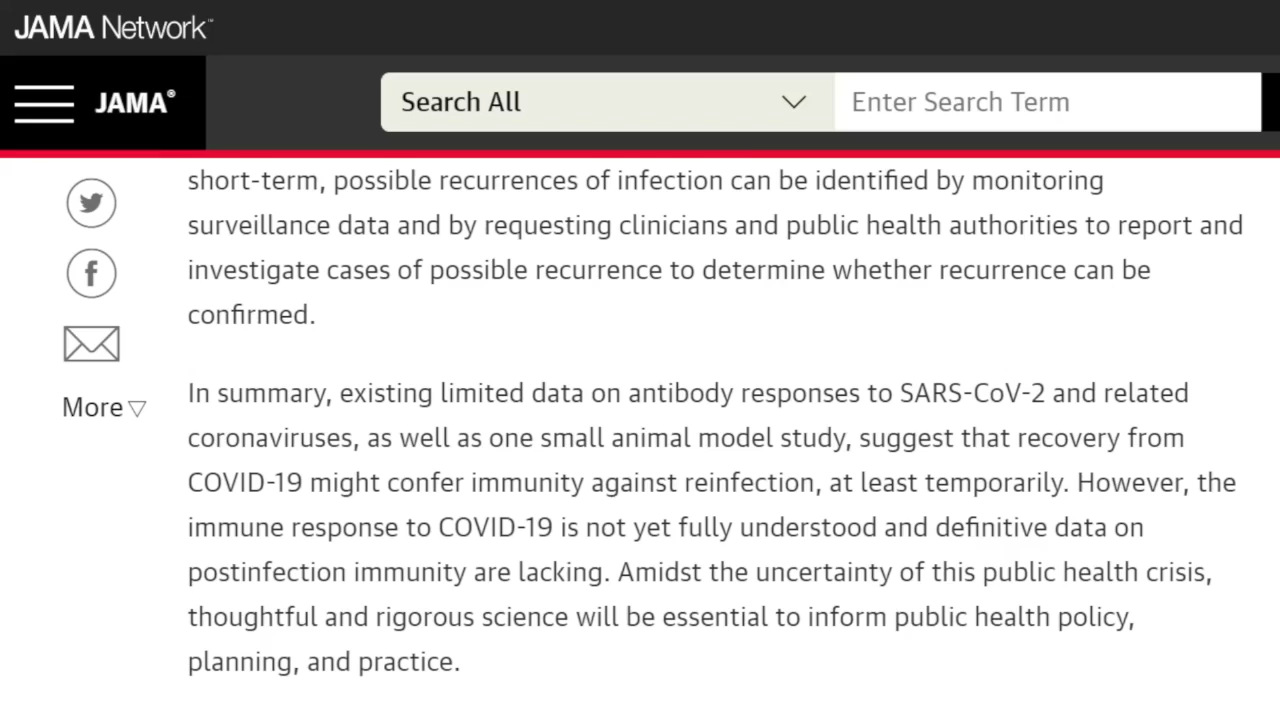 JAMA Network™
JAMA®
Search All
Enter Search Term
short-term, possible recurrences of infection can be identified by monitoring
surveillance data and by requesting clinicians and public health authorities to report and
investigate cases of possible recurrence to determine whether recurrence can be
confirmed.
More
In summary, existing limited data on antibody responses to SARS-CoV-2 and related
coronaviruses, as well as one small animal model study, suggest that recovery from
COVID-19 might confer immunity against reinfection, at least temporarily. However, the
immune response to COVID-19 is not yet fully understood and definitive data on
postinfection immunity are lacking. Amidst the uncertainty of this public health crisis,
thoughtful and rigorous science will be essential to inform public health policy,
planning, and practice.